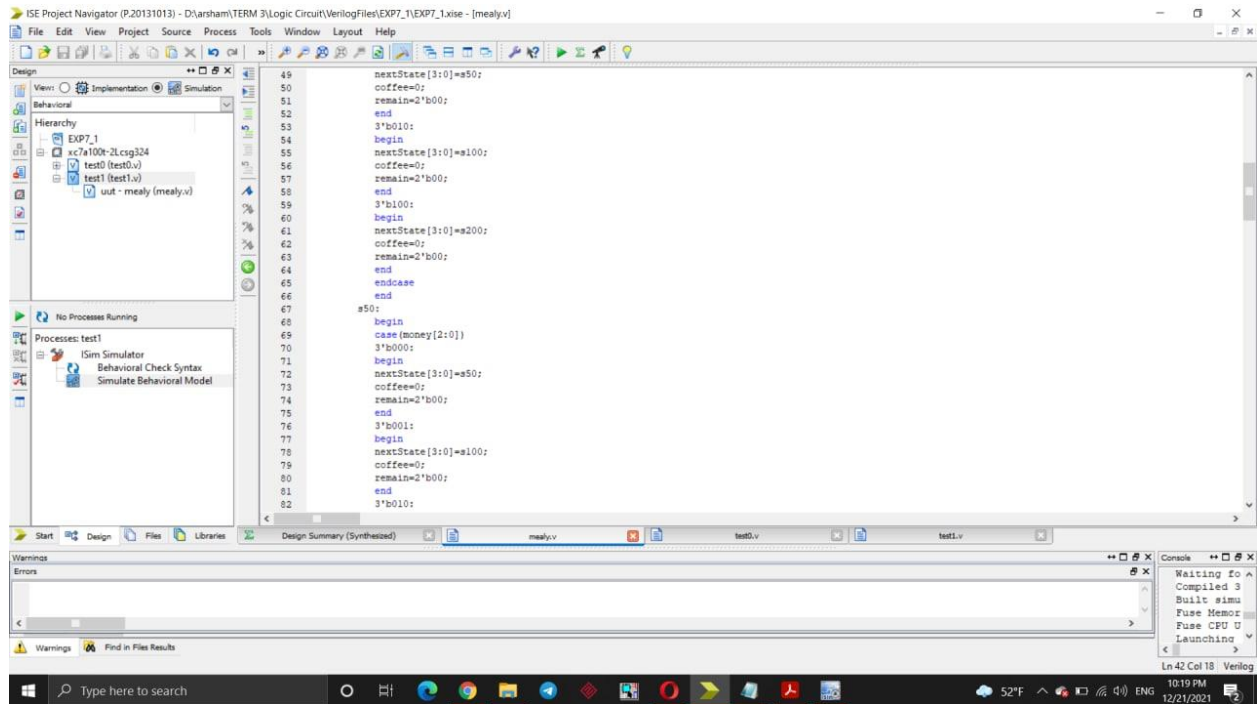 ISE Project Navigator (P.20131013) - D:\arsham\TERM 3\Logic Circuit\VerilogFiles\EXP7_1\EXP7_1.xise - [mealy.v]
File Edit View Project Source Process Tools Window Layout Help
Design
View: Implementation Simulation
Behavioral
Hierarchy
EXP7_1
xc7a100t-2Lcsg324
test0 (test0.v)
test1 (test1.v)
uut - mealy (mealy.v)
No Processes Running
Processes: test1
ISim Simulator
Behavioral Check Syntax
Simulate Behavioral Model
49 nextState[3:0]=s50;
50 coffee=0;
51 remain=2'b00;
52 end
53 3'b010:
54 begin
55 nextState[3:0]=s100;
56 coffee=0;
57 remain=2'b00;
58 end
59 3'b100:
60 begin
61 nextState[3:0]=s200;
62 coffee=0;
63 remain=2'b00;
64 end
65 endcase
66 end
67 s50:
68 begin
69 case(money[2:0])
70 3'b000:
71 begin
72 nextState[3:0]=s50;
73 coffee=0;
74 remain=2'b00;
75 end
76 3'b001:
77 begin
78 nextState[3:0]=s100;
79 coffee=0;
80 remain=2'b00;
81 end
82 3'b010:
Start Design Files Libraries
Design Summary (Synthesized) mealy.v test0.v test1.v
Warnings
Errors
Console
Waiting fo
Compiled 3
Built simu
Fuse Memor
Fuse CPU U
Launching
Warnings Find in Files Results
Ln 42 Col 18 Verilog
Type here to search
52°F ENG
10:19 PM
12/21/2021
2